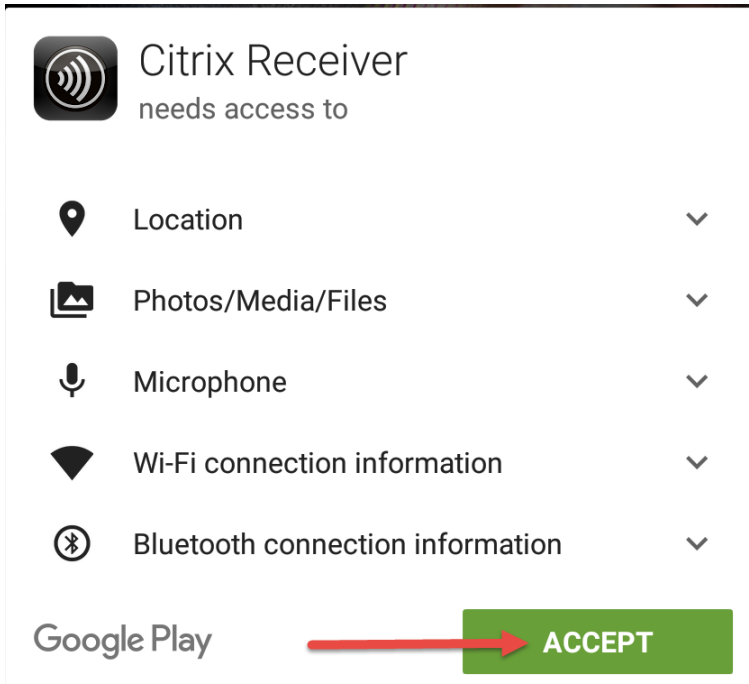 Citrix Receiver
needs access to
Location
Photos/Media/Files
Microphone
Wi-Fi connection information
Bluetooth connection information
Google Play
ACCEPT